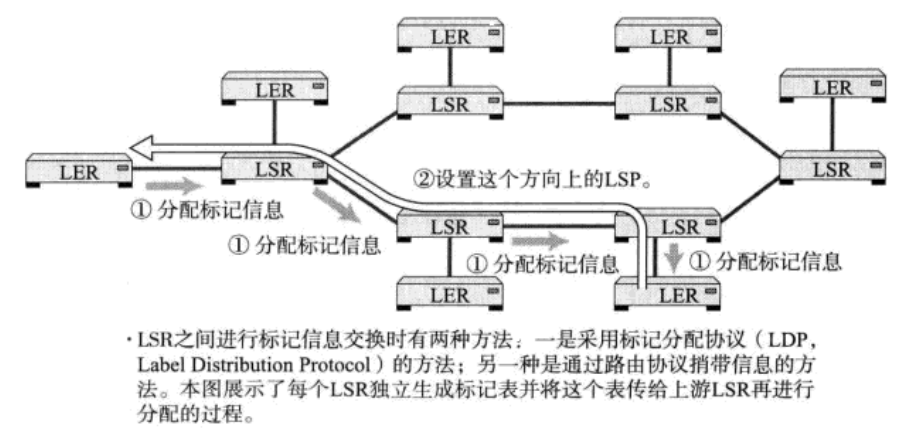 LER
LER
LER
LER
LSR
LSR
LER
LSR
LSR
②设置这个方向上的LSP。
① 分配标记信息
① 分配标记信息
LSR
LSR
① 分配标记信息
① 分配标记信息
LER
LER
·LSR之间进行标记信息交换时有两种方法：一是采用标记分配协议（LDP，
Label Distribution Protocol）的方法；另一种是通过路由协议捎带信息的方
法。本图展示了每个LSR独立生成标记表并将这个表传给上游LSR再进行
分配的过程。